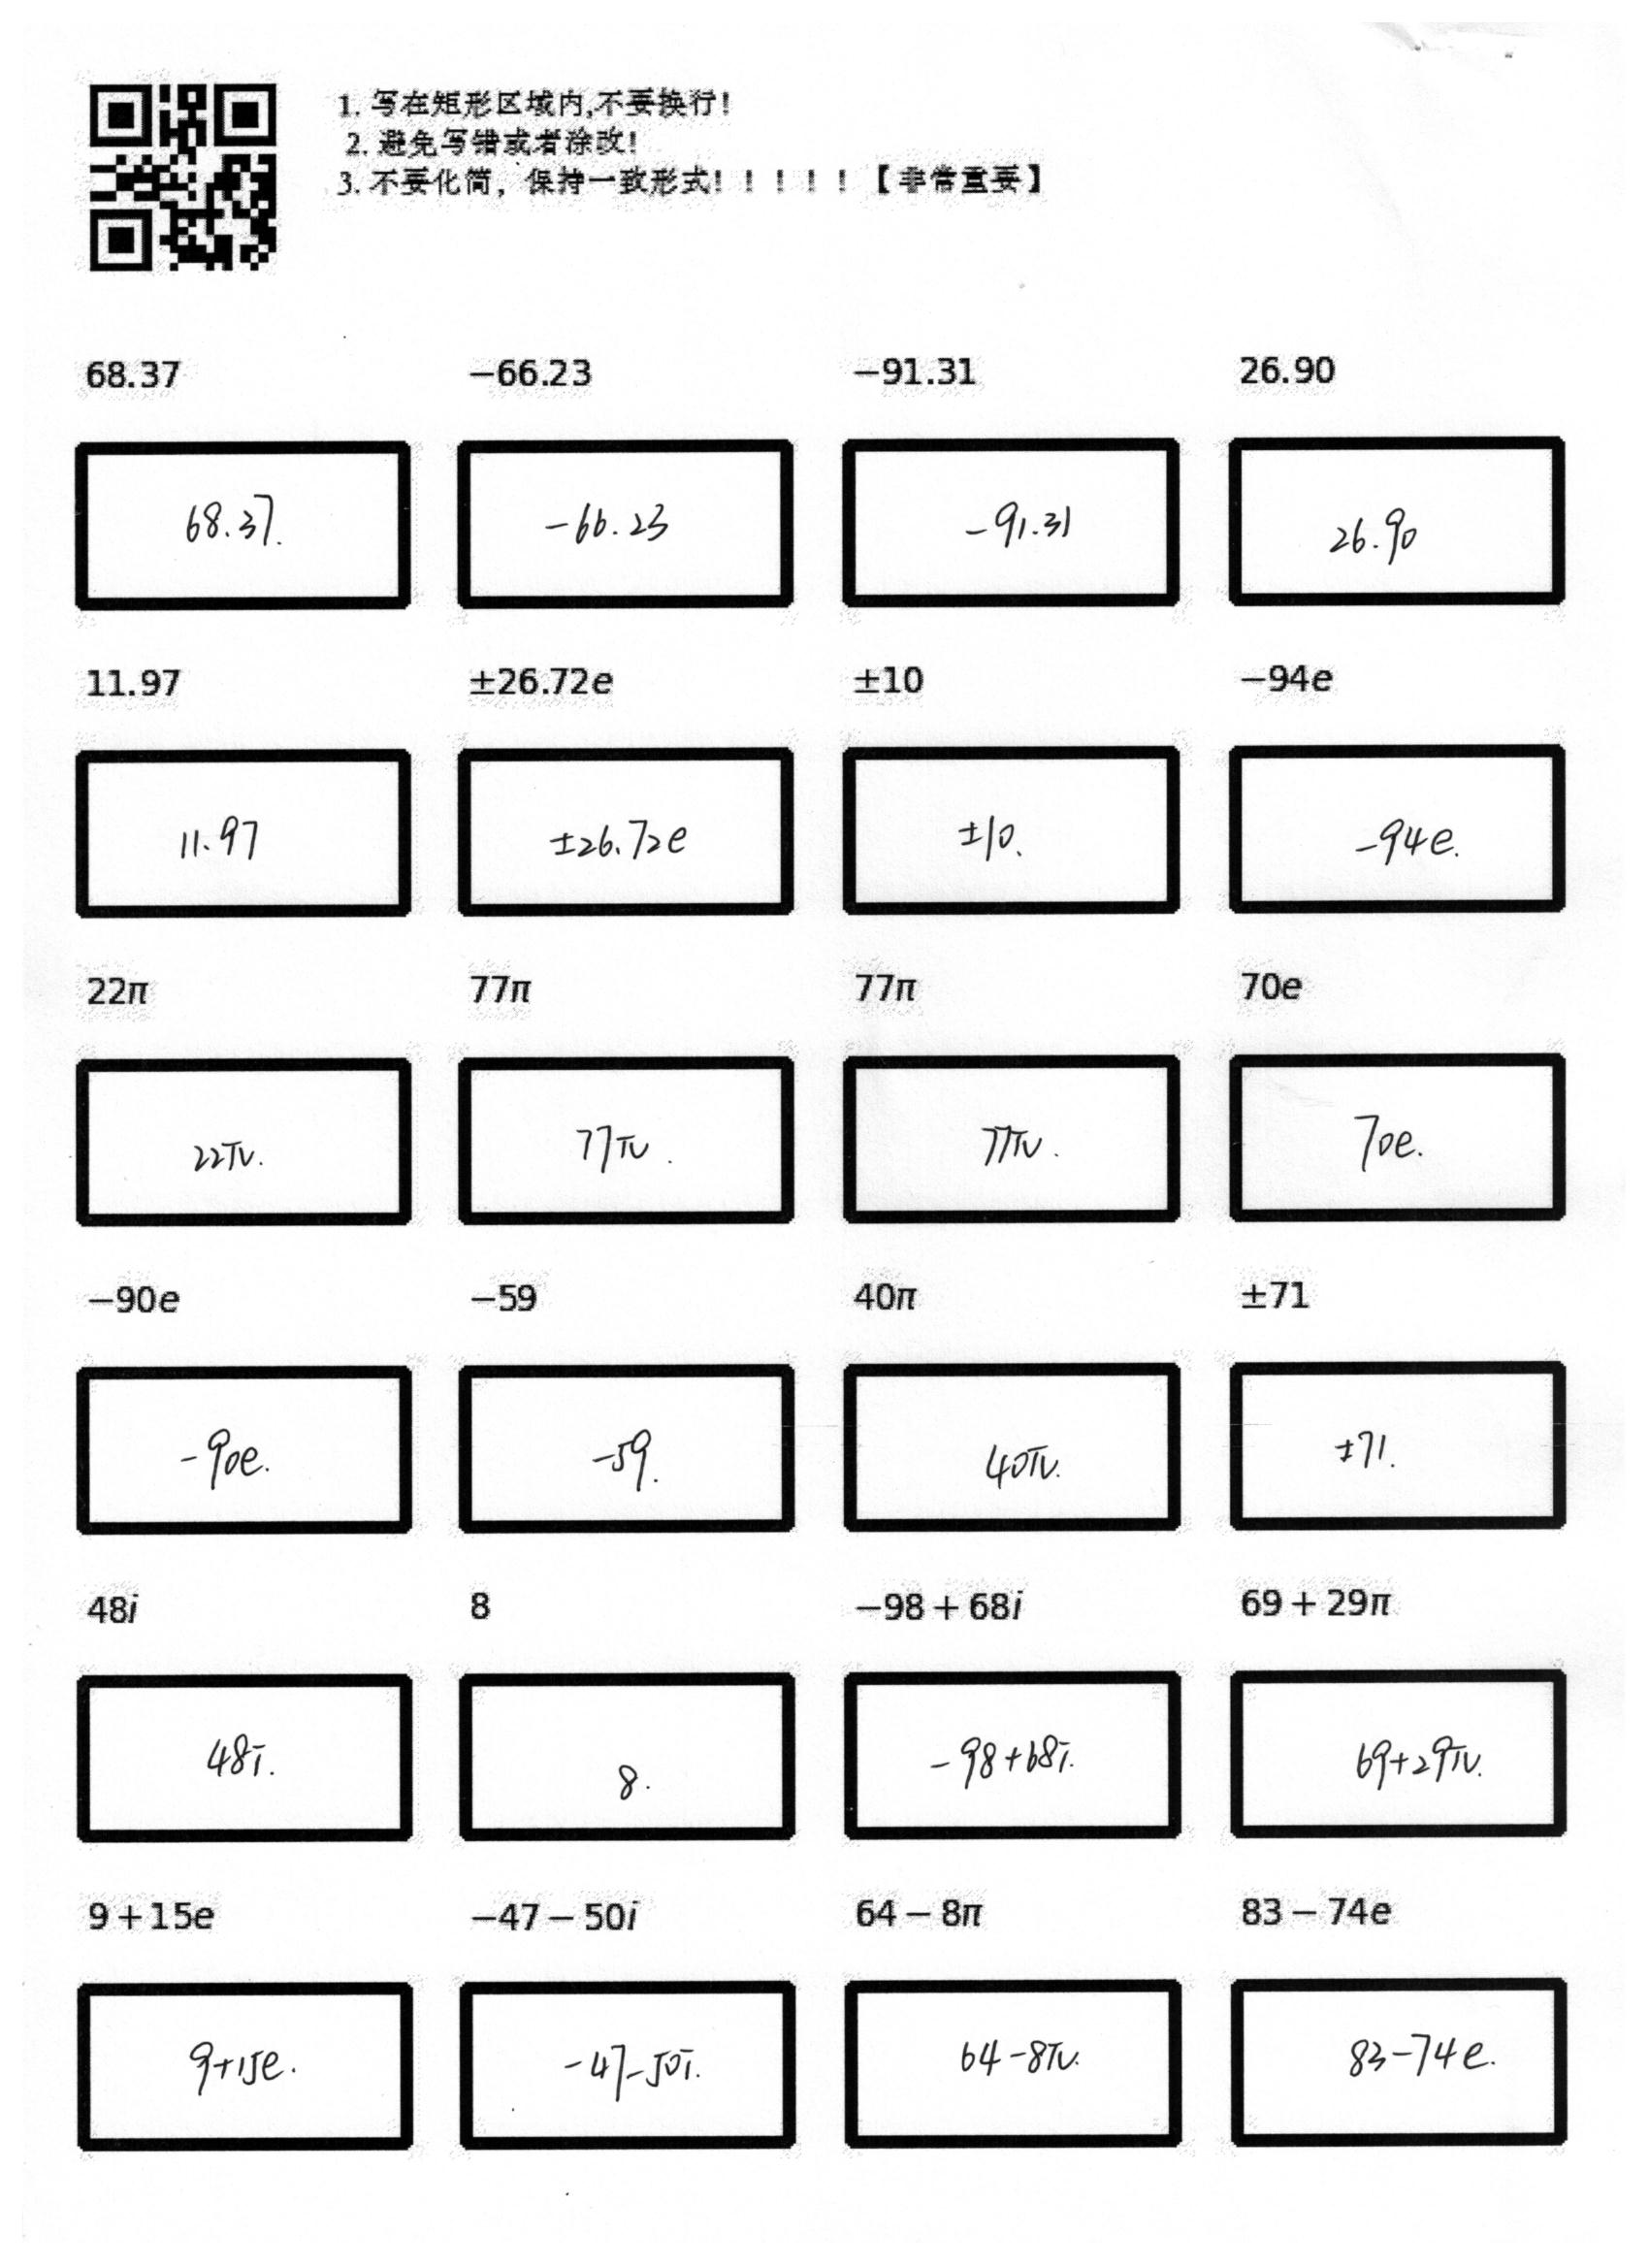 1. 写在矩形区域内,不要换行!
2. 避免写错或者涂改!
3. 不要化简，保持一致形式！！！！！【非常重要】
68.37 −66.23 −91.31 26.90
68.37. -66.23 -91.31 26.90
11.97 ±26.72e ±10 −94e
11.97 ±26.72e ±10. -94e.
22π 77π 77π 70e
22π. 77π. 77π. 70e.
−90e −59 40π ±71
-90e. -59. 40π. ±71.
48i 8 −98 + 68i 69 + 29π
48i. 8. -98+68i. 69+29π.
9 + 15e −47 − 50i 64 − 8π 83 − 74e
9+15e. -47-50i. 64-8π. 83-74e.